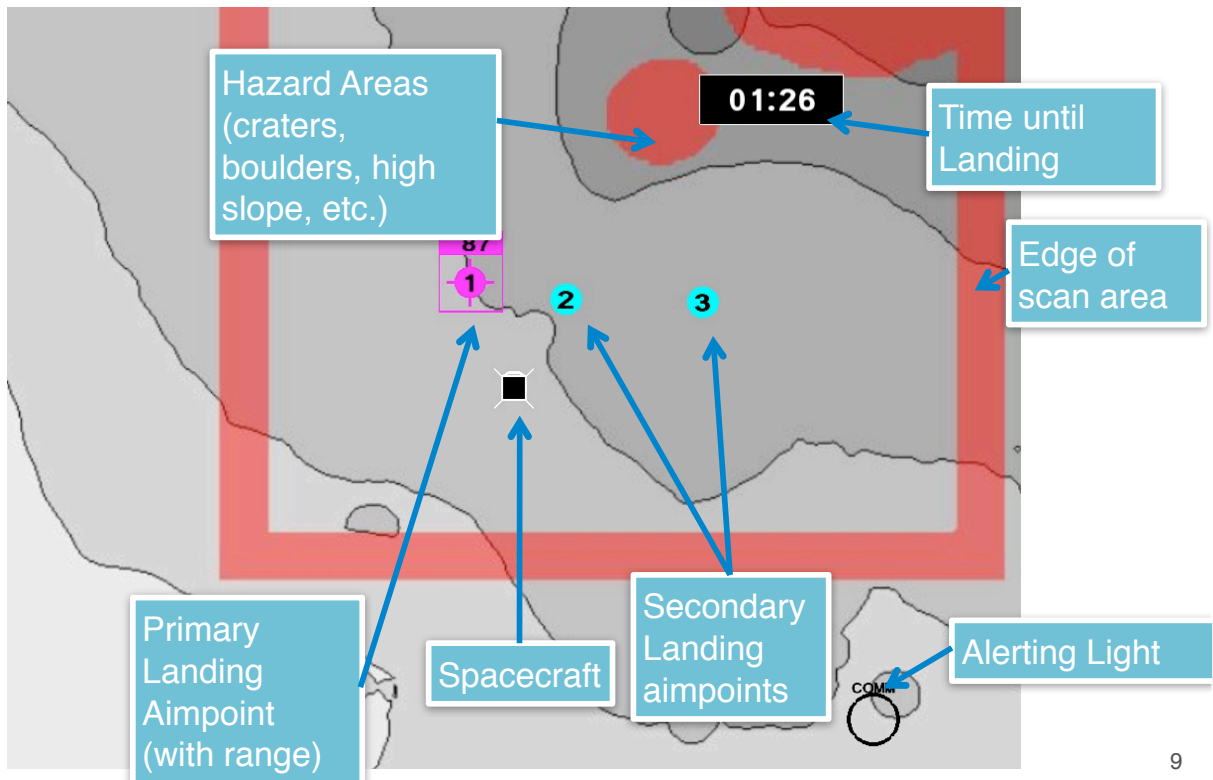 Hazard Areas
(craters,
boulders, high
slope, etc.)
01:26
Time until
Landing
Edge of
scan area
87
1
2
3
Primary
Landing
Aimpoint
(with range)
Spacecraft
Secondary
Landing
aimpoints
Alerting Light
COMM
9